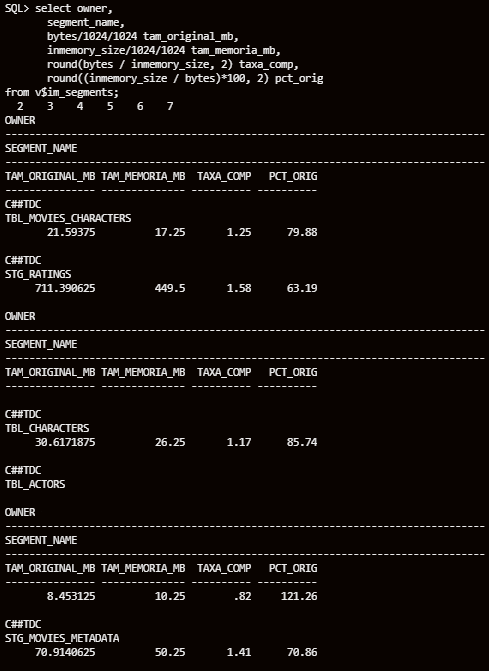 SQL> select owner,
segment_name,
bytes/1024/1024 tam_original_mb,
inmemory_size/1024/1024 tam_memoria_mb,
round(bytes / inmemory_size, 2) taxa_comp,
round((inmemory_size / bytes)*100, 2) pct_orig
from v$im_segments;
2 3 4 5 6 7
OWNER
--------------------------------------------------------------------------------
SEGMENT_NAME
--------------------------------------------------------------------------------
TAM_ORIGINAL_MB TAM_MEMORIA_MB TAXA_COMP PCT_ORIG
--------------- -------------- ---------- ----------
C##TDC
TBL_MOVIES_CHARACTERS
21.59375 17.25 1.25 79.88
C##TDC
STG_RATINGS
711.390625 449.5 1.58 63.19
OWNER
--------------------------------------------------------------------------------
SEGMENT_NAME
--------------------------------------------------------------------------------
TAM_ORIGINAL_MB TAM_MEMORIA_MB TAXA_COMP PCT_ORIG
--------------- -------------- ---------- ----------
C##TDC
TBL_CHARACTERS
30.6171875 26.25 1.17 85.74
C##TDC
TBL_ACTORS
OWNER
--------------------------------------------------------------------------------
SEGMENT_NAME
--------------------------------------------------------------------------------
TAM_ORIGINAL_MB TAM_MEMORIA_MB TAXA_COMP PCT_ORIG
--------------- -------------- ---------- ----------
8.453125 10.25 .82 121.26
C##TDC
STG_MOVIES_METADATA
70.9140625 50.25 1.41 70.86